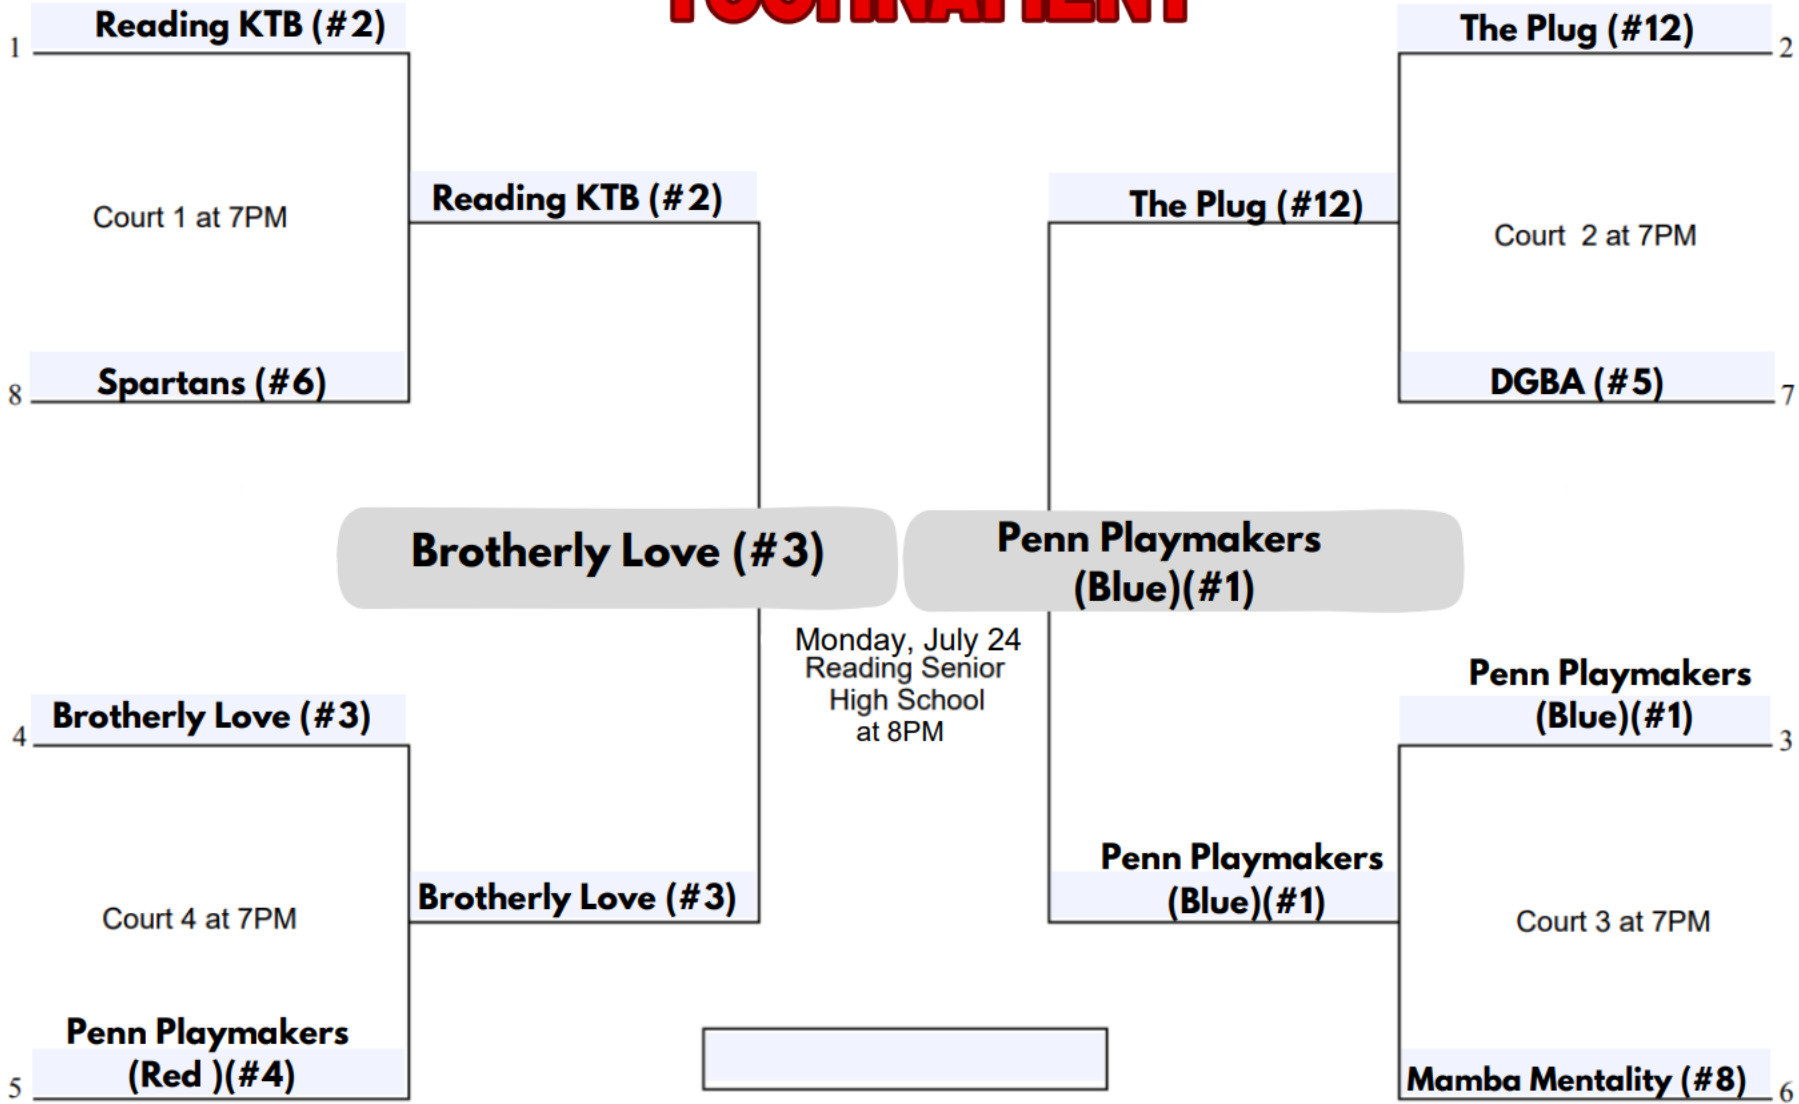 TOURNAMENT
Reading KTB (#2)
1
The Plug (#12)
2
Reading KTB (#2)
The Plug (#12)
Court 1 at 7PM
Court  2 at 7PM
Spartans (#6)
8
DGBA (#5)
7
Brotherly Love (#3)
Penn Playmakers
(Blue)(#1)
Monday, July 24
Reading Senior
High School
at 8PM
Brotherly Love (#3)
4
Penn Playmakers
(Blue)(#1)
3
Brotherly Love (#3)
Penn Playmakers
(Blue)(#1)
Court 4 at 7PM
Court 3 at 7PM
Penn Playmakers
(Red )(#4)
5
Mamba Mentality (#8)
6